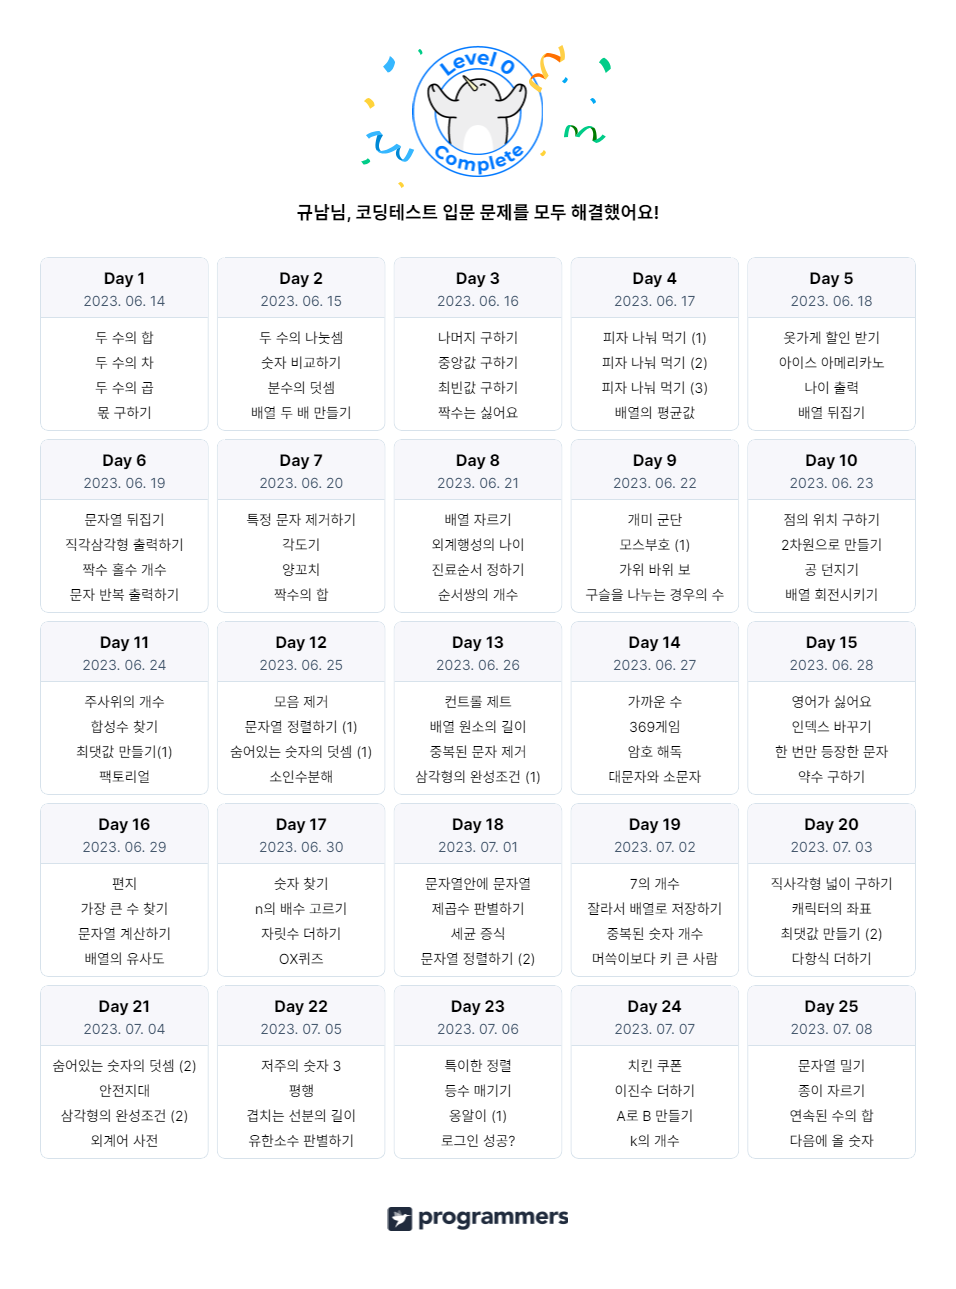 Level 0
Complete
규남님, 코딩테스트 입문 문제를 모두 해결했어요!
Day 1
2023. 06. 14
두 수의 합
두 수의 차
두 수의 곱
몫 구하기
Day 2
2023. 06. 15
두 수의 나눗셈
숫자 비교하기
분수의 덧셈
배열 두 배 만들기
Day 3
2023. 06. 16
나머지 구하기
중앙값 구하기
최빈값 구하기
짝수는 싫어요
Day 4
2023. 06. 17
피자 나눠 먹기 (1)
피자 나눠 먹기 (2)
피자 나눠 먹기 (3)
배열의 평균값
Day 5
2023. 06. 18
옷가게 할인 받기
아이스 아메리카노
나이 출력
배열 뒤집기
Day 6
2023. 06. 19
문자열 뒤집기
직각삼각형 출력하기
짝수 홀수 개수
문자 반복 출력하기
Day 7
2023. 06. 20
특정 문자 제거하기
각도기
양꼬치
짝수의 합
Day 8
2023. 06. 21
배열 자르기
외계행성의 나이
진료순서 정하기
순서쌍의 개수
Day 9
2023. 06. 22
개미 군단
모스부호 (1)
가위 바위 보
구슬을 나누는 경우의 수
Day 10
2023. 06. 23
점의 위치 구하기
2차원으로 만들기
공 던지기
배열 회전시키기
Day 11
2023. 06. 24
주사위의 개수
합성수 찾기
최댓값 만들기(1)
팩토리얼
Day 12
2023. 06. 25
모음 제거
문자열 정렬하기 (1)
숨어있는 숫자의 덧셈 (1)
소인수분해
Day 13
2023. 06. 26
컨트롤 제트
배열 원소의 길이
중복된 문자 제거
삼각형의 완성조건 (1)
Day 14
2023. 06. 27
가까운 수
369게임
암호 해독
대문자와 소문자
Day 15
2023. 06. 28
영어가 싫어요
인덱스 바꾸기
한 번만 등장한 문자
약수 구하기
Day 16
2023. 06. 29
편지
가장 큰 수 찾기
문자열 계산하기
배열의 유사도
Day 17
2023. 06. 30
숫자 찾기
n의 배수 고르기
자릿수 더하기
OX퀴즈
Day 18
2023. 07. 01
문자열안에 문자열
제곱수 판별하기
세균 증식
문자열 정렬하기 (2)
Day 19
2023. 07. 02
7의 개수
잘라서 배열로 저장하기
중복된 숫자 개수
머쓱이보다 키 큰 사람
Day 20
2023. 07. 03
직사각형 넓이 구하기
캐릭터의 좌표
최댓값 만들기 (2)
다항식 더하기
Day 21
2023. 07. 04
숨어있는 숫자의 덧셈 (2)
안전지대
삼각형의 완성조건 (2)
외계어 사전
Day 22
2023. 07. 05
저주의 숫자 3
평행
겹치는 선분의 길이
유한소수 판별하기
Day 23
2023. 07. 06
특이한 정렬
등수 매기기
옹알이 (1)
로그인 성공?
Day 24
2023. 07. 07
치킨 쿠폰
이진수 더하기
A로 B 만들기
k의 개수
Day 25
2023. 07. 08
문자열 밀기
종이 자르기
연속된 수의 합
다음에 올 숫자
programmers